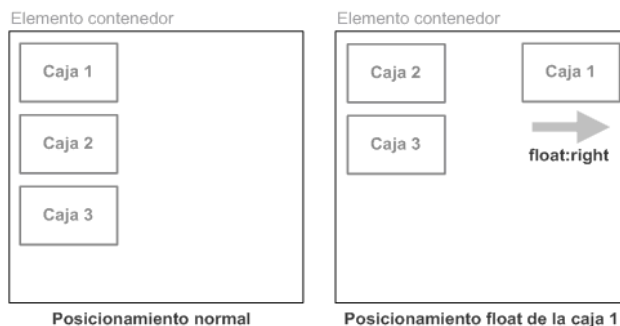 Elemento contenedor
Caja 1
Caja 2
Caja 3
Posicionamiento normal
Elemento contenedor
Caja 2
Caja 1
Caja 3
float:right
Posicionamiento float de la caja 1